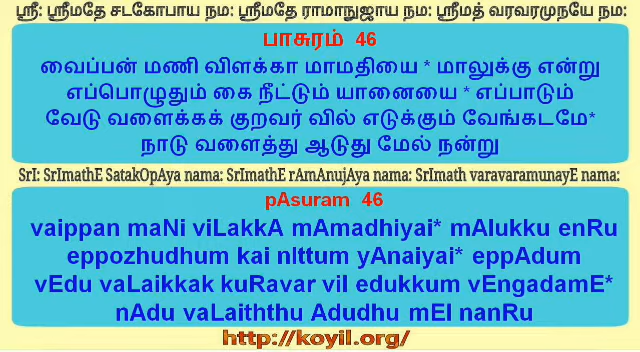 ஸ்ரீ: ஸ்ரீமதே சடகோபாய நம: ஸ்ரீமதே ராமாநுஜாய நம: ஸ்ரீமத் வரவரமுநயே நம:
பாசுரம் 46
வைப்பன் மணி விளக்கா மாமதியை * மாலுக்கு என்று
எப்பொழுதும் கை நீட்டும் யானையை * எப்பாடும்
வேடு வளைக்கக் குறவர் வில் எடுக்கும் வேங்கடமே*
நாடு வளைத்து ஆடுது மேல் நன்று
SrI: SrImathE SatakOpAya nama: SrImathE rAmAnujAya nama: SrImath varavaramunayE nama:
pAsuram 46
vaippan maNi viLakkA mAmadhiyai* mAlukku enRu
eppozhudhum kai nIttum yAnaiyai* eppAdum
vEdu vaLaikkak kuRavar vil edukkum vEngadamE*
nAdu vaLaiththu Adudhu mEl nanRu
http://koyil.org/